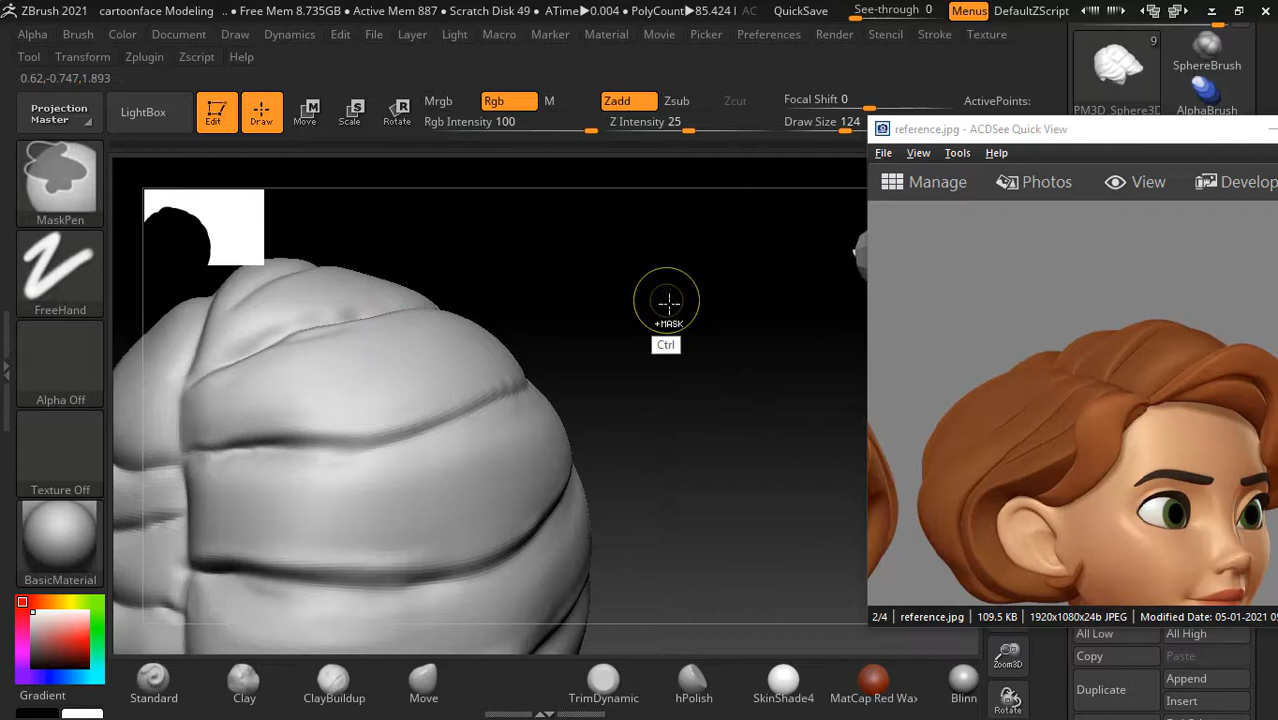 ZBrush 2021 cartoonface Modeling .. • Free Mem 8.735GB • Active Mem 887 • Scratch Disk 49 • ATime▶0.004 • PolyCount▶85.424 I AC QuickSave See-through 0 Menus DefaultZScript
Alpha Brush Color Document Draw Dynamics Edit File Layer Light Macro Marker Material Movie Picker Preferences Render Stencil Stroke Texture
Tool Transform Zplugin Zscript Help
0.62,-0.747,1.893
Projection
Master
LightBox
Edit
Draw
Move
Scale
Rotate
Mrgb Rgb M
Rgb Intensity 100
Zadd Zsub Zcut
Z Intensity 25
Focal Shift 0
Draw Size 124
ActivePoints:
9
SphereBrush
PM3D_Sphere3D
AlphaBrush
reference.jpg - ACDSee Quick View
File View Tools Help
Manage Photos View Develop
MaskPen
FreeHand
Alpha Off
Texture Off
BasicMaterial
Gradient
+MASK
Ctrl
2/4 reference.jpg 109.5 KB 1920x1080x24b JPEG Modified Date: 05-01-2021
All Low All High
Copy Paste
Duplicate
Append
Insert
Zoom3D
Rotate
Standard Clay ClayBuildup Move TrimDynamic hPolish SkinShade4 MatCap Red Wax Blinn